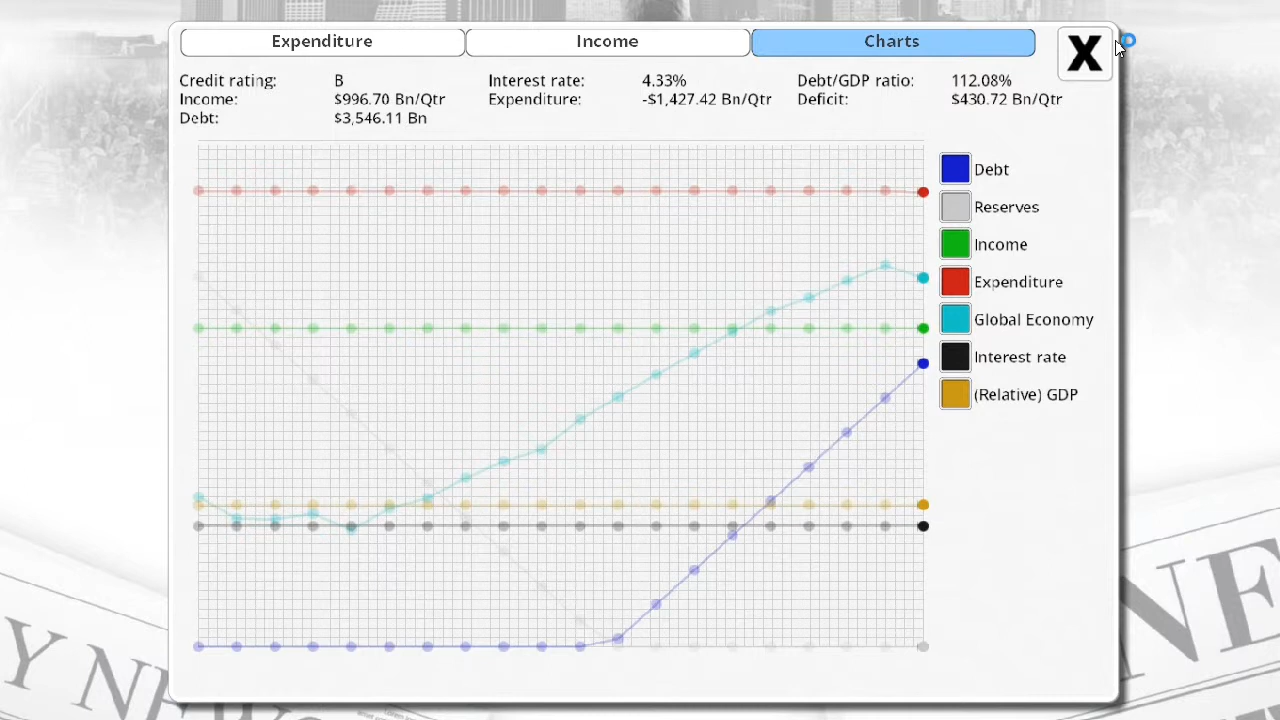 Expenditure
Income
Charts
X
Credit rating: B
Interest rate: 4.33%
Debt/GDP ratio: 112.08%
Income: $996.70 Bn/Qtr
Expenditure: -$1,427.42 Bn/Qtr
Deficit: $430.72 Bn/Qtr
Debt: $3,546.11 Bn
Debt
Reserves
Income
Expenditure
Global Economy
Interest rate
(Relative) GDP
Y NEWS
NE